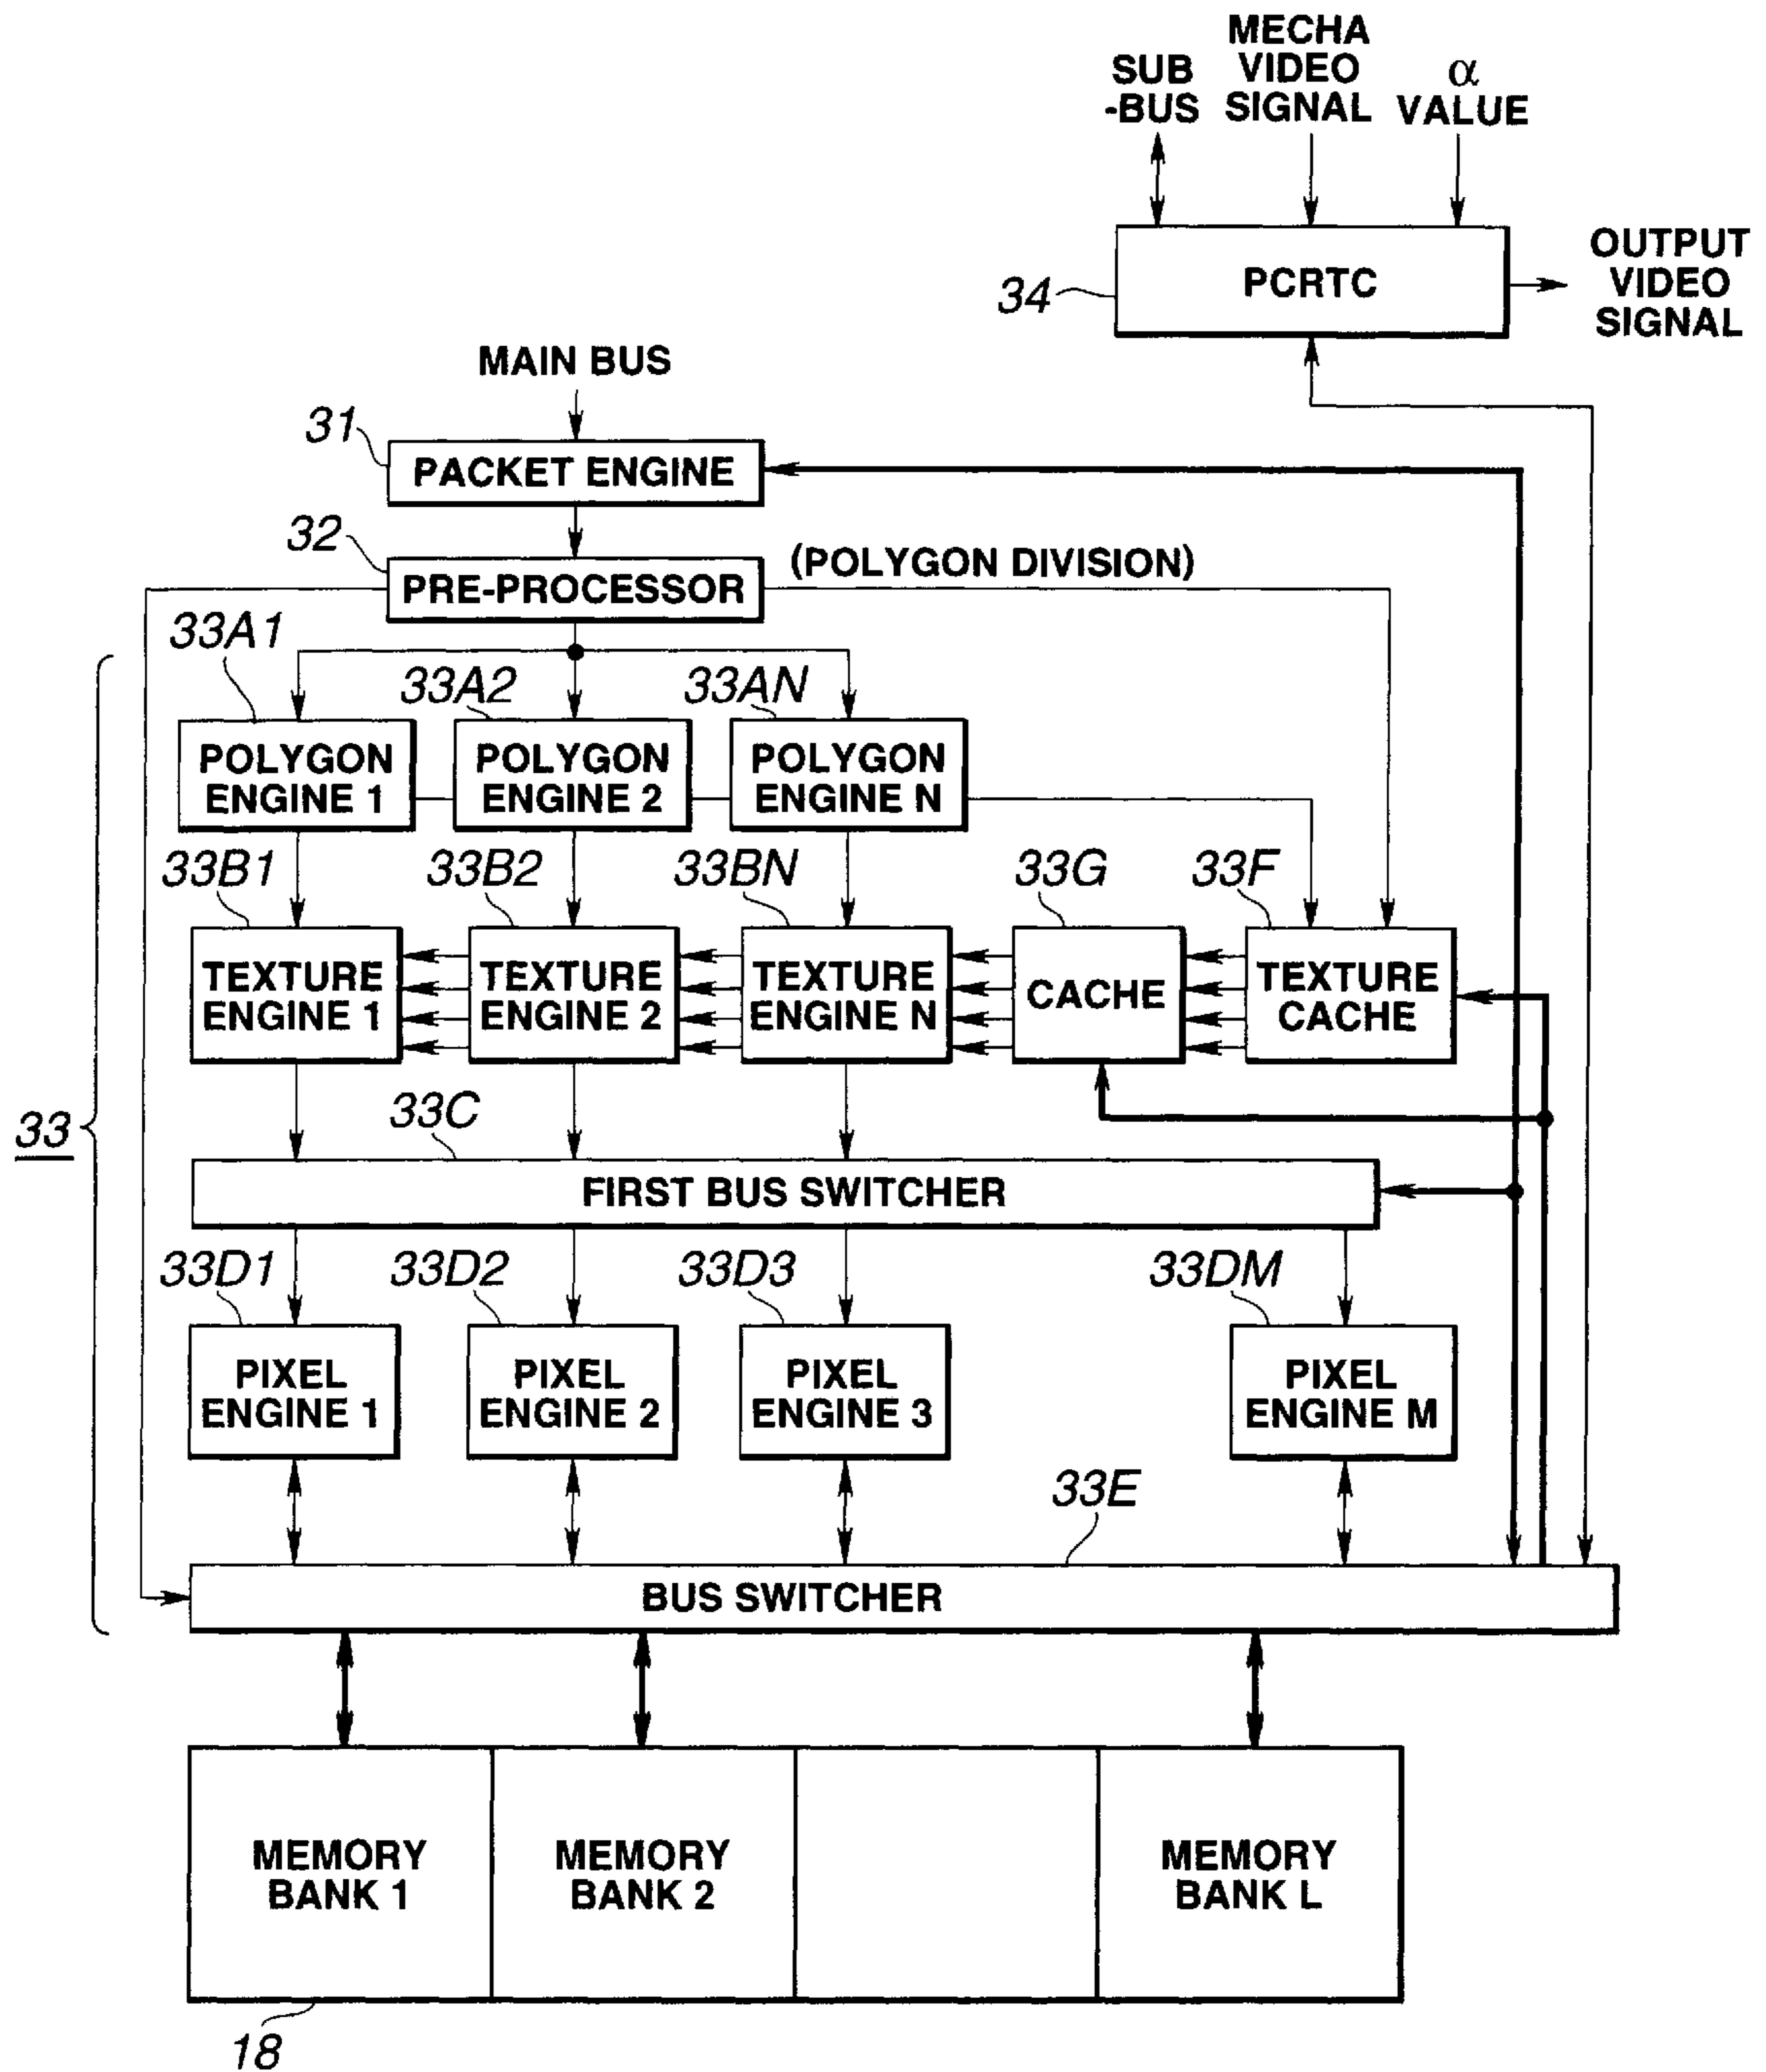 MECHA
SUB VIDEO α
-BUS SIGNAL VALUE
34
PCRTC
OUTPUT
VIDEO
SIGNAL
MAIN BUS
31
PACKET ENGINE
32
(POLYGON DIVISION)
PRE-PROCESSOR
33A1
33A2
33AN
POLYGON
ENGINE 1
POLYGON
ENGINE 2
POLYGON
ENGINE N
33B1
33B2
33BN
33G
33F
TEXTURE
ENGINE 1
TEXTURE
ENGINE 2
TEXTURE
ENGINE N
CACHE
TEXTURE
CACHE
33
33C
FIRST BUS SWITCHER
33D1
33D2
33D3
33DM
PIXEL
ENGINE 1
PIXEL
ENGINE 2
PIXEL
ENGINE 3
PIXEL
ENGINE M
33E
BUS SWITCHER
MEMORY
BANK 1
MEMORY
BANK 2
MEMORY
BANK L
18